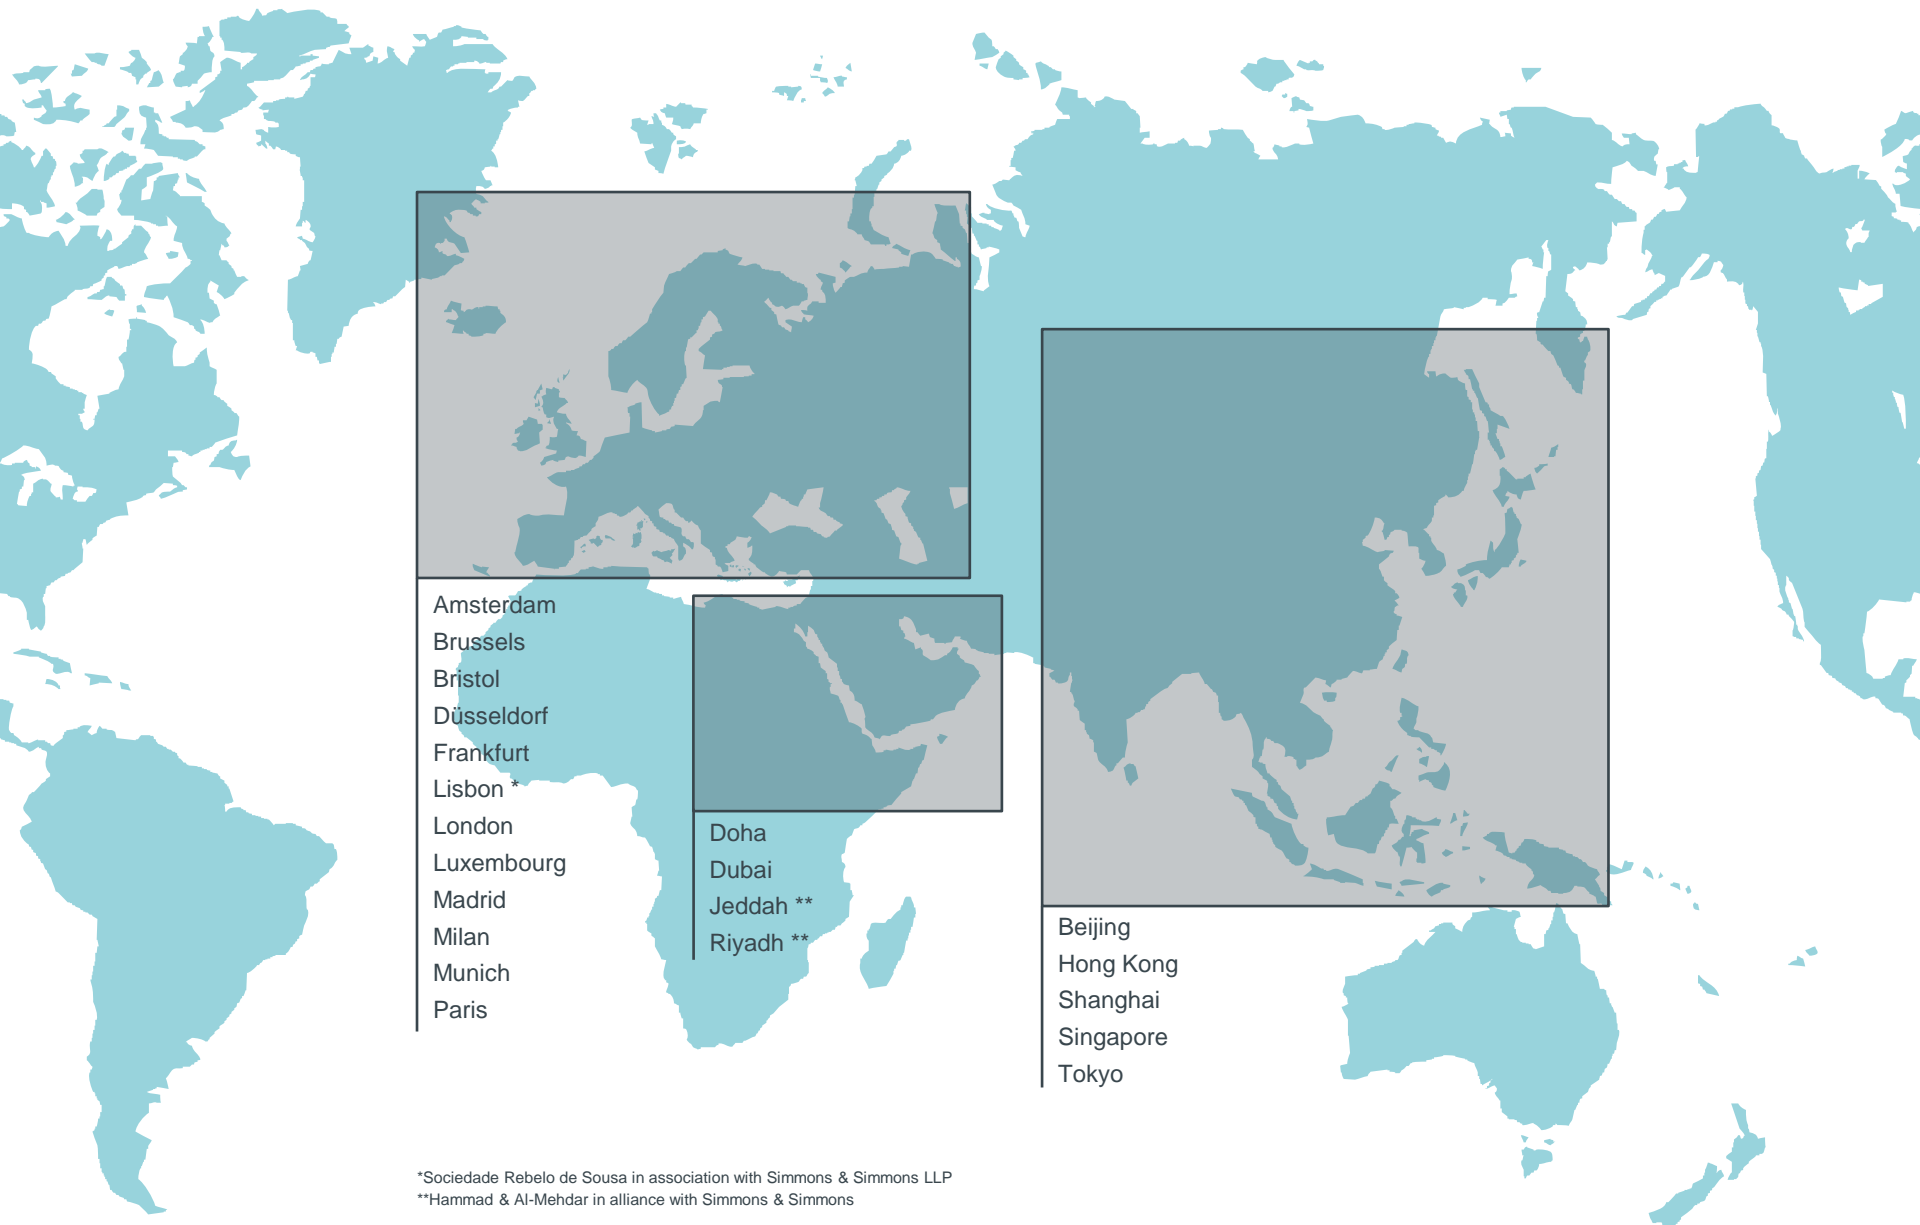 Amsterdam
Brussels
Bristol
Düsseldorf
Frankfurt
Lisbon *
London
Luxembourg
Madrid
Milan
Munich
Paris
Doha
Dubai
Jeddah **
Riyadh **
Beijing
Hong Kong
Shanghai
Singapore
Tokyo
*Sociedade Rebelo de Sousa in association with Simmons & Simmons LLP
**Hammad & Al-Mehdar in alliance with Simmons & Simmons